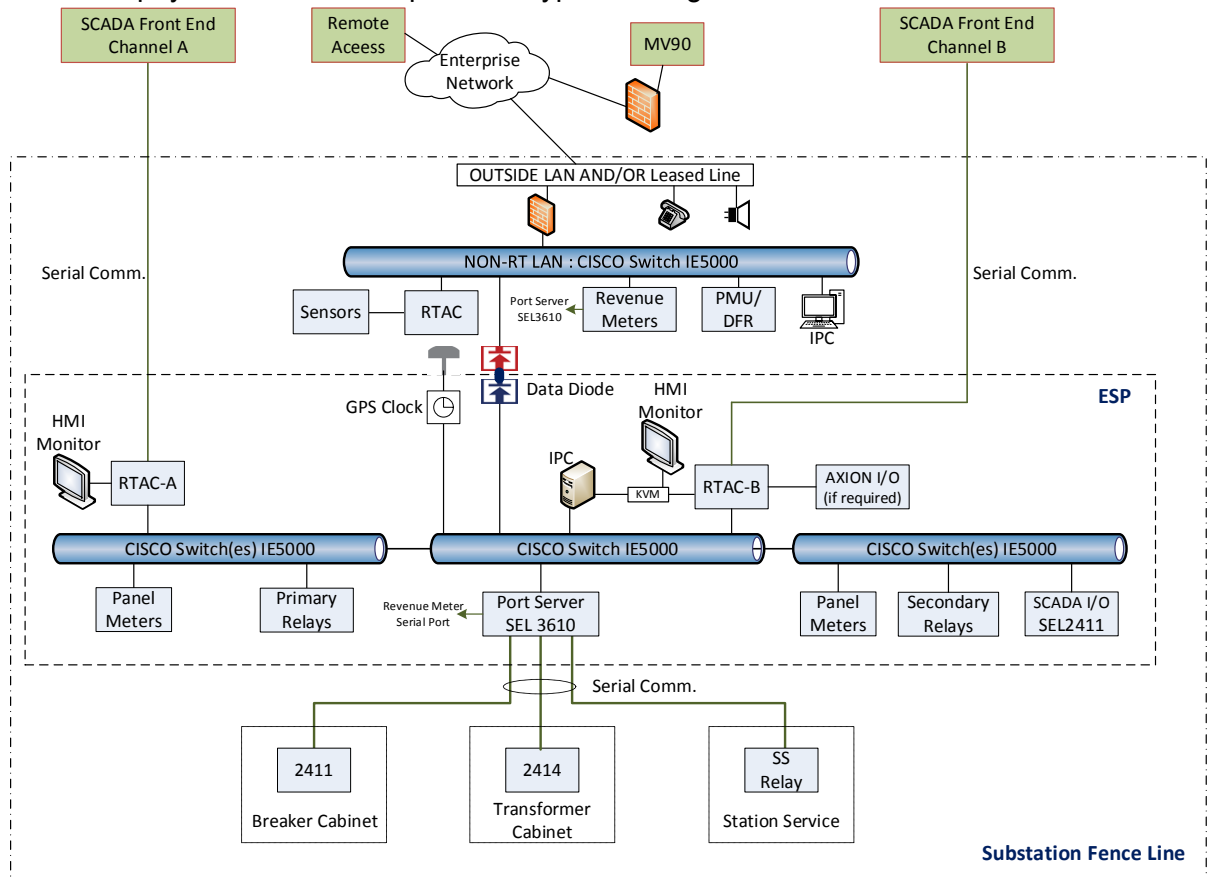 SCADA Front End
Channel A
Remote
Aceess
MV90
SCADA Front End
Channel B
Enterprise
Network
OUTSIDE LAN AND/OR Leased Line
Serial Comm.
Serial Comm.
NON-RT LAN : CISCO Switch IE5000
Sensors
RTAC
Port Server
SEL3610
Revenue
Meters
PMU/
DFR
IPC
GPS Clock
Data Diode
HMI
Monitor
ESP
HMI
Monitor
RTAC-A
IPC
KVM
RTAC-B
AXION I/O
(if required)
CISCO Switch(es) IE5000
CISCO Switch IE5000
CISCO Switch(es) IE5000
Panel
Meters
Primary
Relays
Revenue Meter
Serial Port
Port Server
SEL 3610
Panel
Meters
Secondary
Relays
SCADA I/O
SEL2411
Serial Comm.
2411
Breaker Cabinet
2414
Transformer
Cabinet
SS
Relay
Station Service
Substation Fence Line